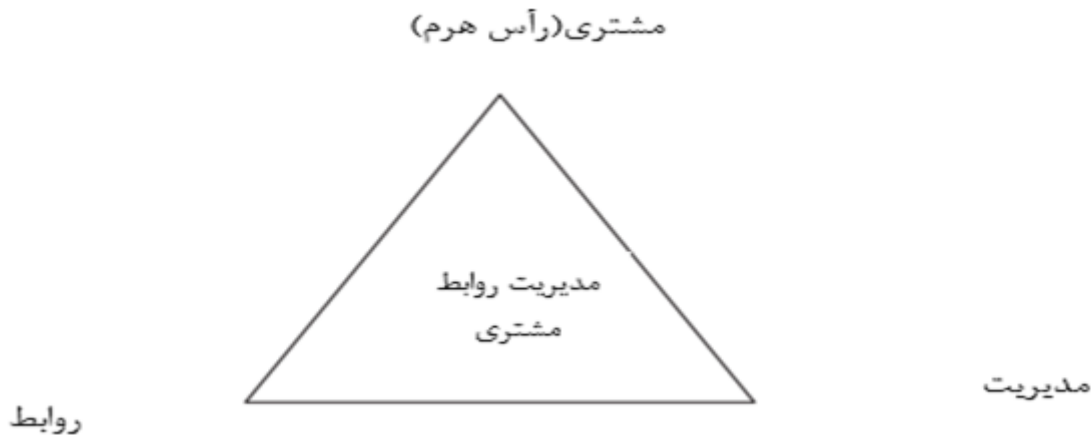 مشتری(رأس هرم)
مدیریت روابط
مشتری
مدیریت
روابط